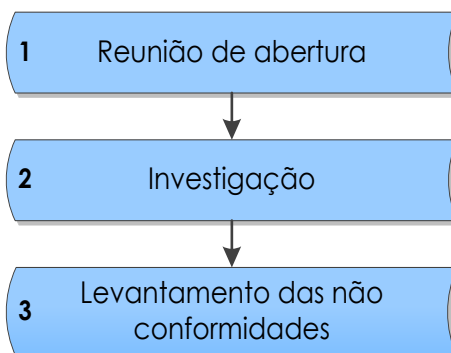 1 Reunião de abertura
2 Investigação
3 Levantamento das não
conformidades